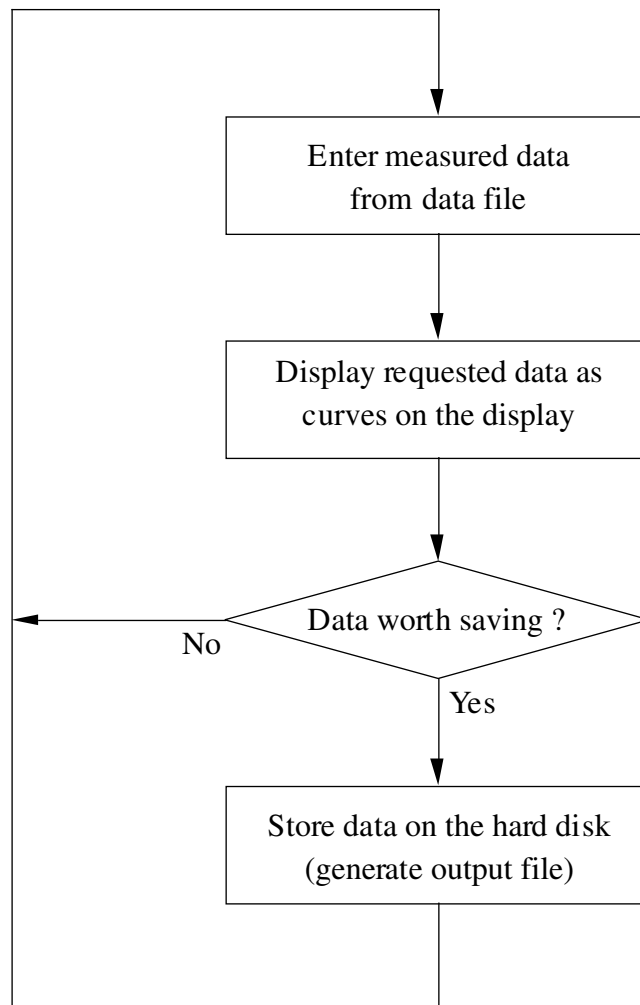 Enter measured data
from data file
Display requested data as
curves on the display
Data worth saving ?
No
Yes
Store data on the hard disk
(generate output file)